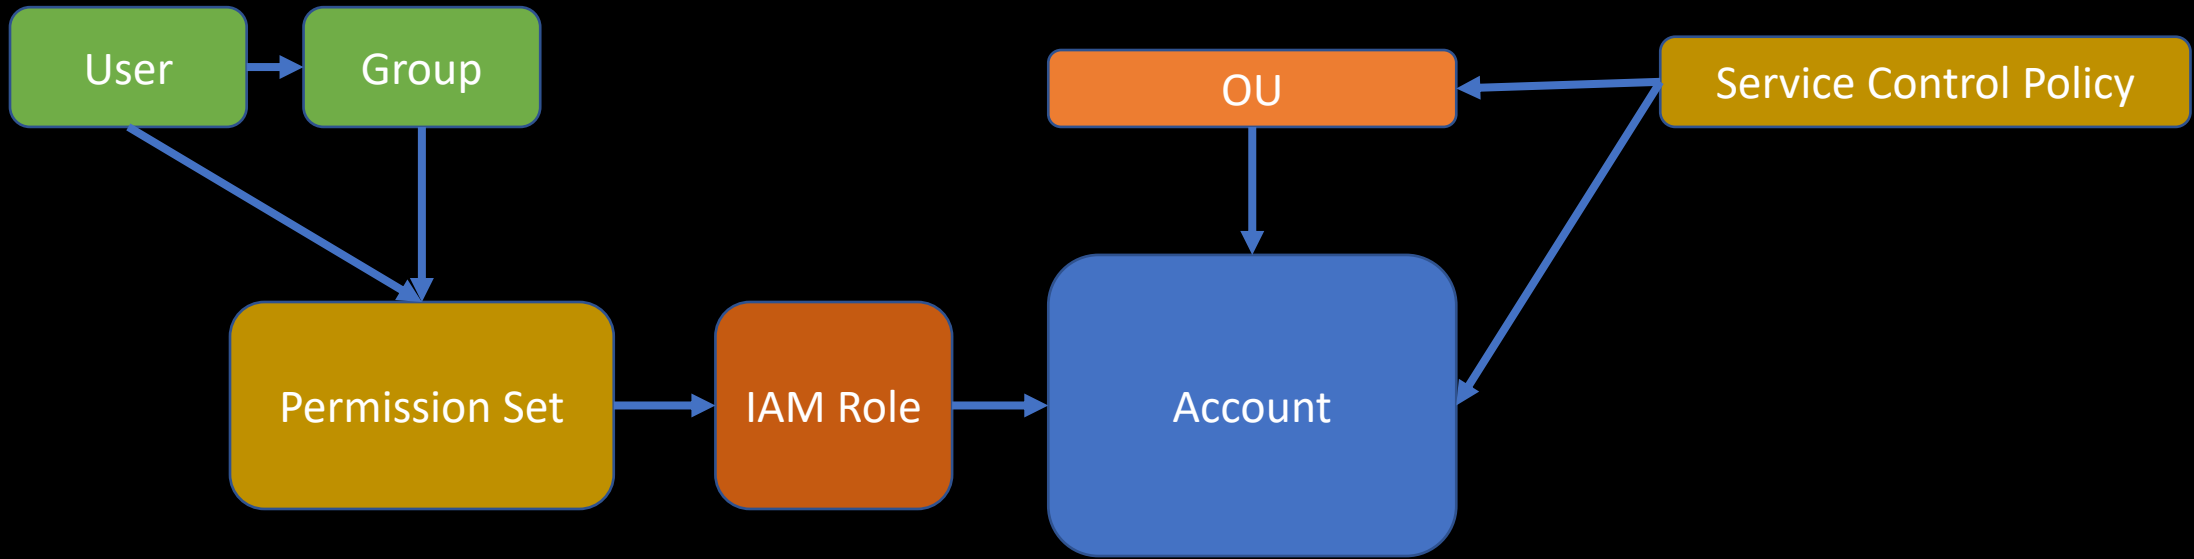 User
Group
OU
Service Control Policy
Permission Set
IAM Role
Account